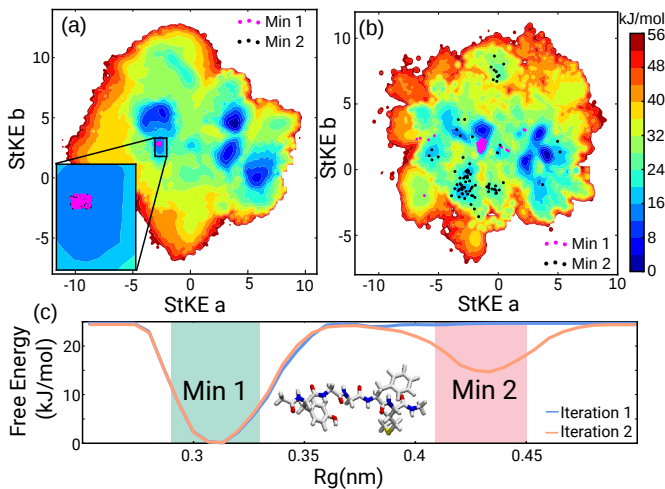 (a)
Min 1
Min 2
StKE b
10
5
0
-5
-10
-5
0
5
10
StKE a
(b)
StKE b
10
5
0
-5
Min 1
Min 2
-10
-5
0
5
10
StKE a
kJ/mol
56
48
40
32
24
16
8
0
(c)
Free Energy
(kJ/mol)
20
10
0
Min 1
Min 2
Iteration 1
Iteration 2
0.3
0.35
0.4
0.45
Rg(nm)